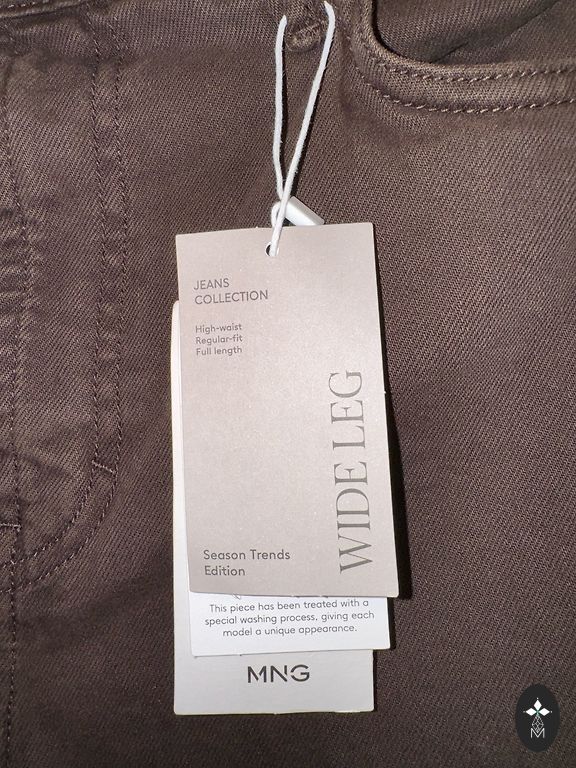 JEANS
COLLECTION
High-waist
Regular-fit
Full length
WIDE LEG
Season Trends
Edition
This piece has been treated with a
special washing process, giving each
model a unique appearance.
MNG
M